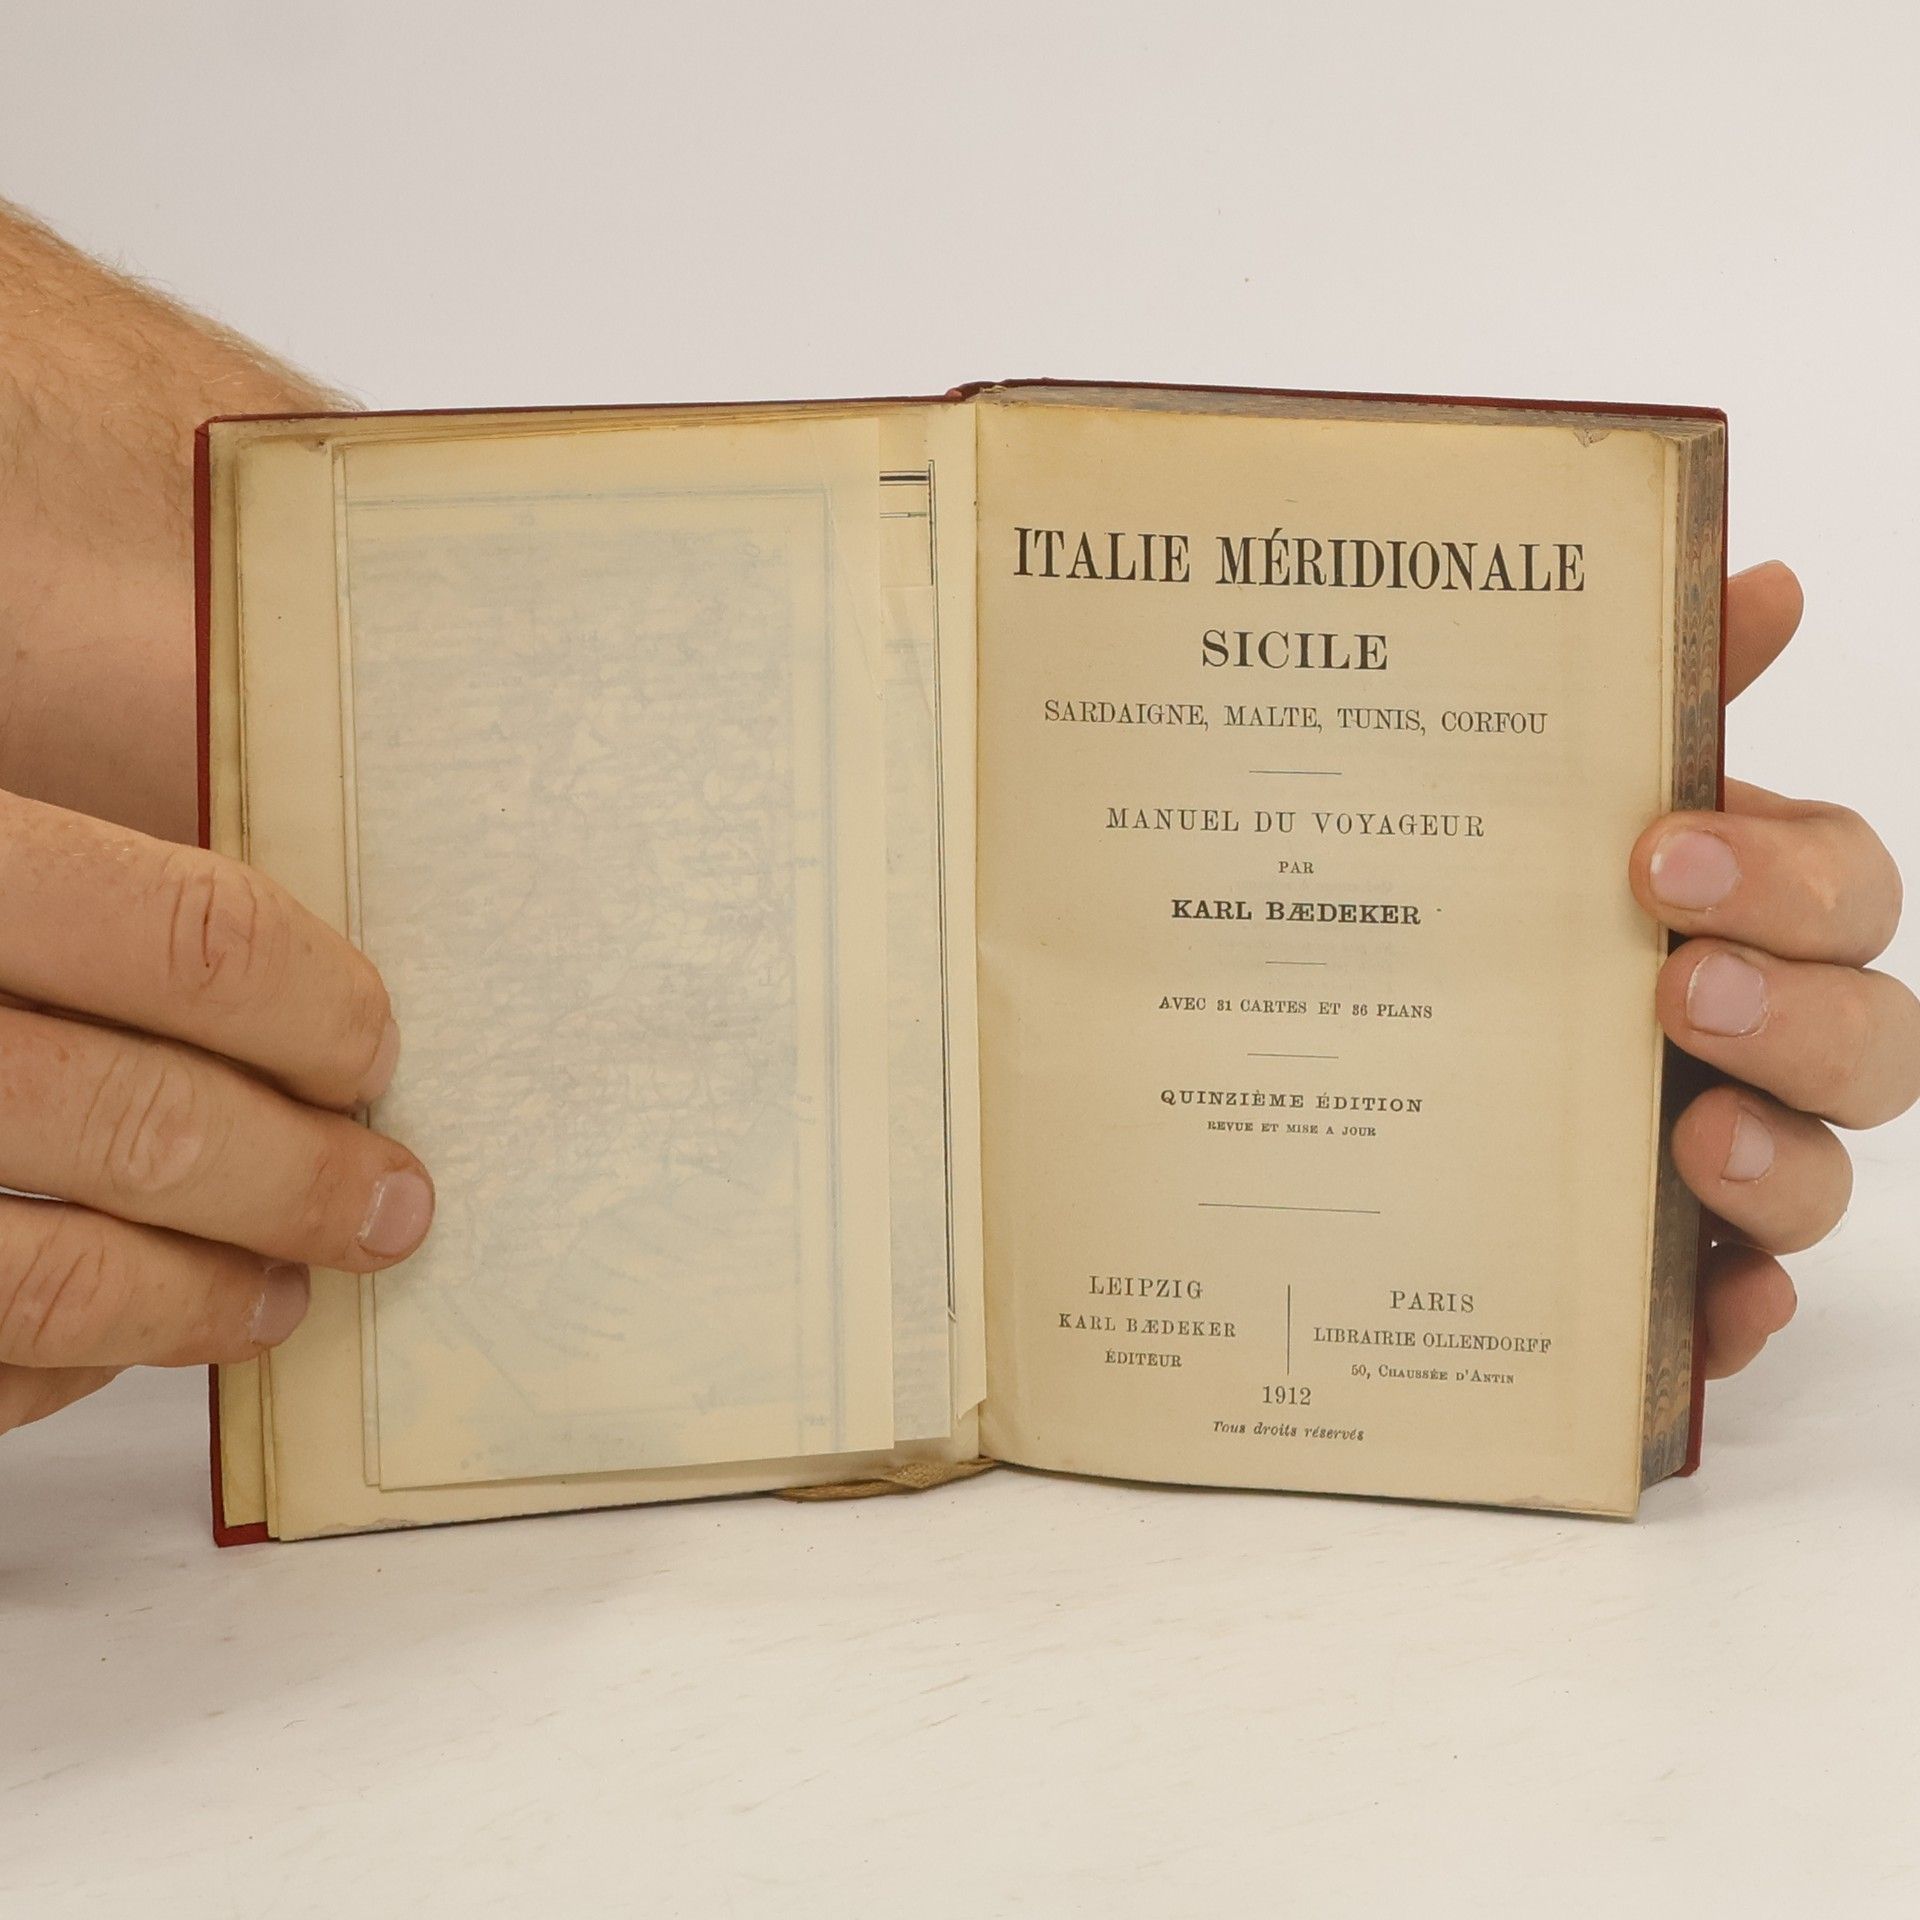 ITALIE MÉRIDIONALE
SICILE
SARDAIGNE, MALTE, TUNIS, CORFOU
MANUEL DU VOYAGEUR
PAR
KARL BÆDEKER
AVEC 31 CARTES ET 36 PLANS
QUINZIÈME ÉDITION
REVUE ET MISE A JOUR
LEIPZIG
KARL BÆDEKER
ÉDITEUR
PARIS
LIBRAIRIE OLLENDORFF
50, CHAUSSÉE D'ANTIN
1912
Tous droits réservés